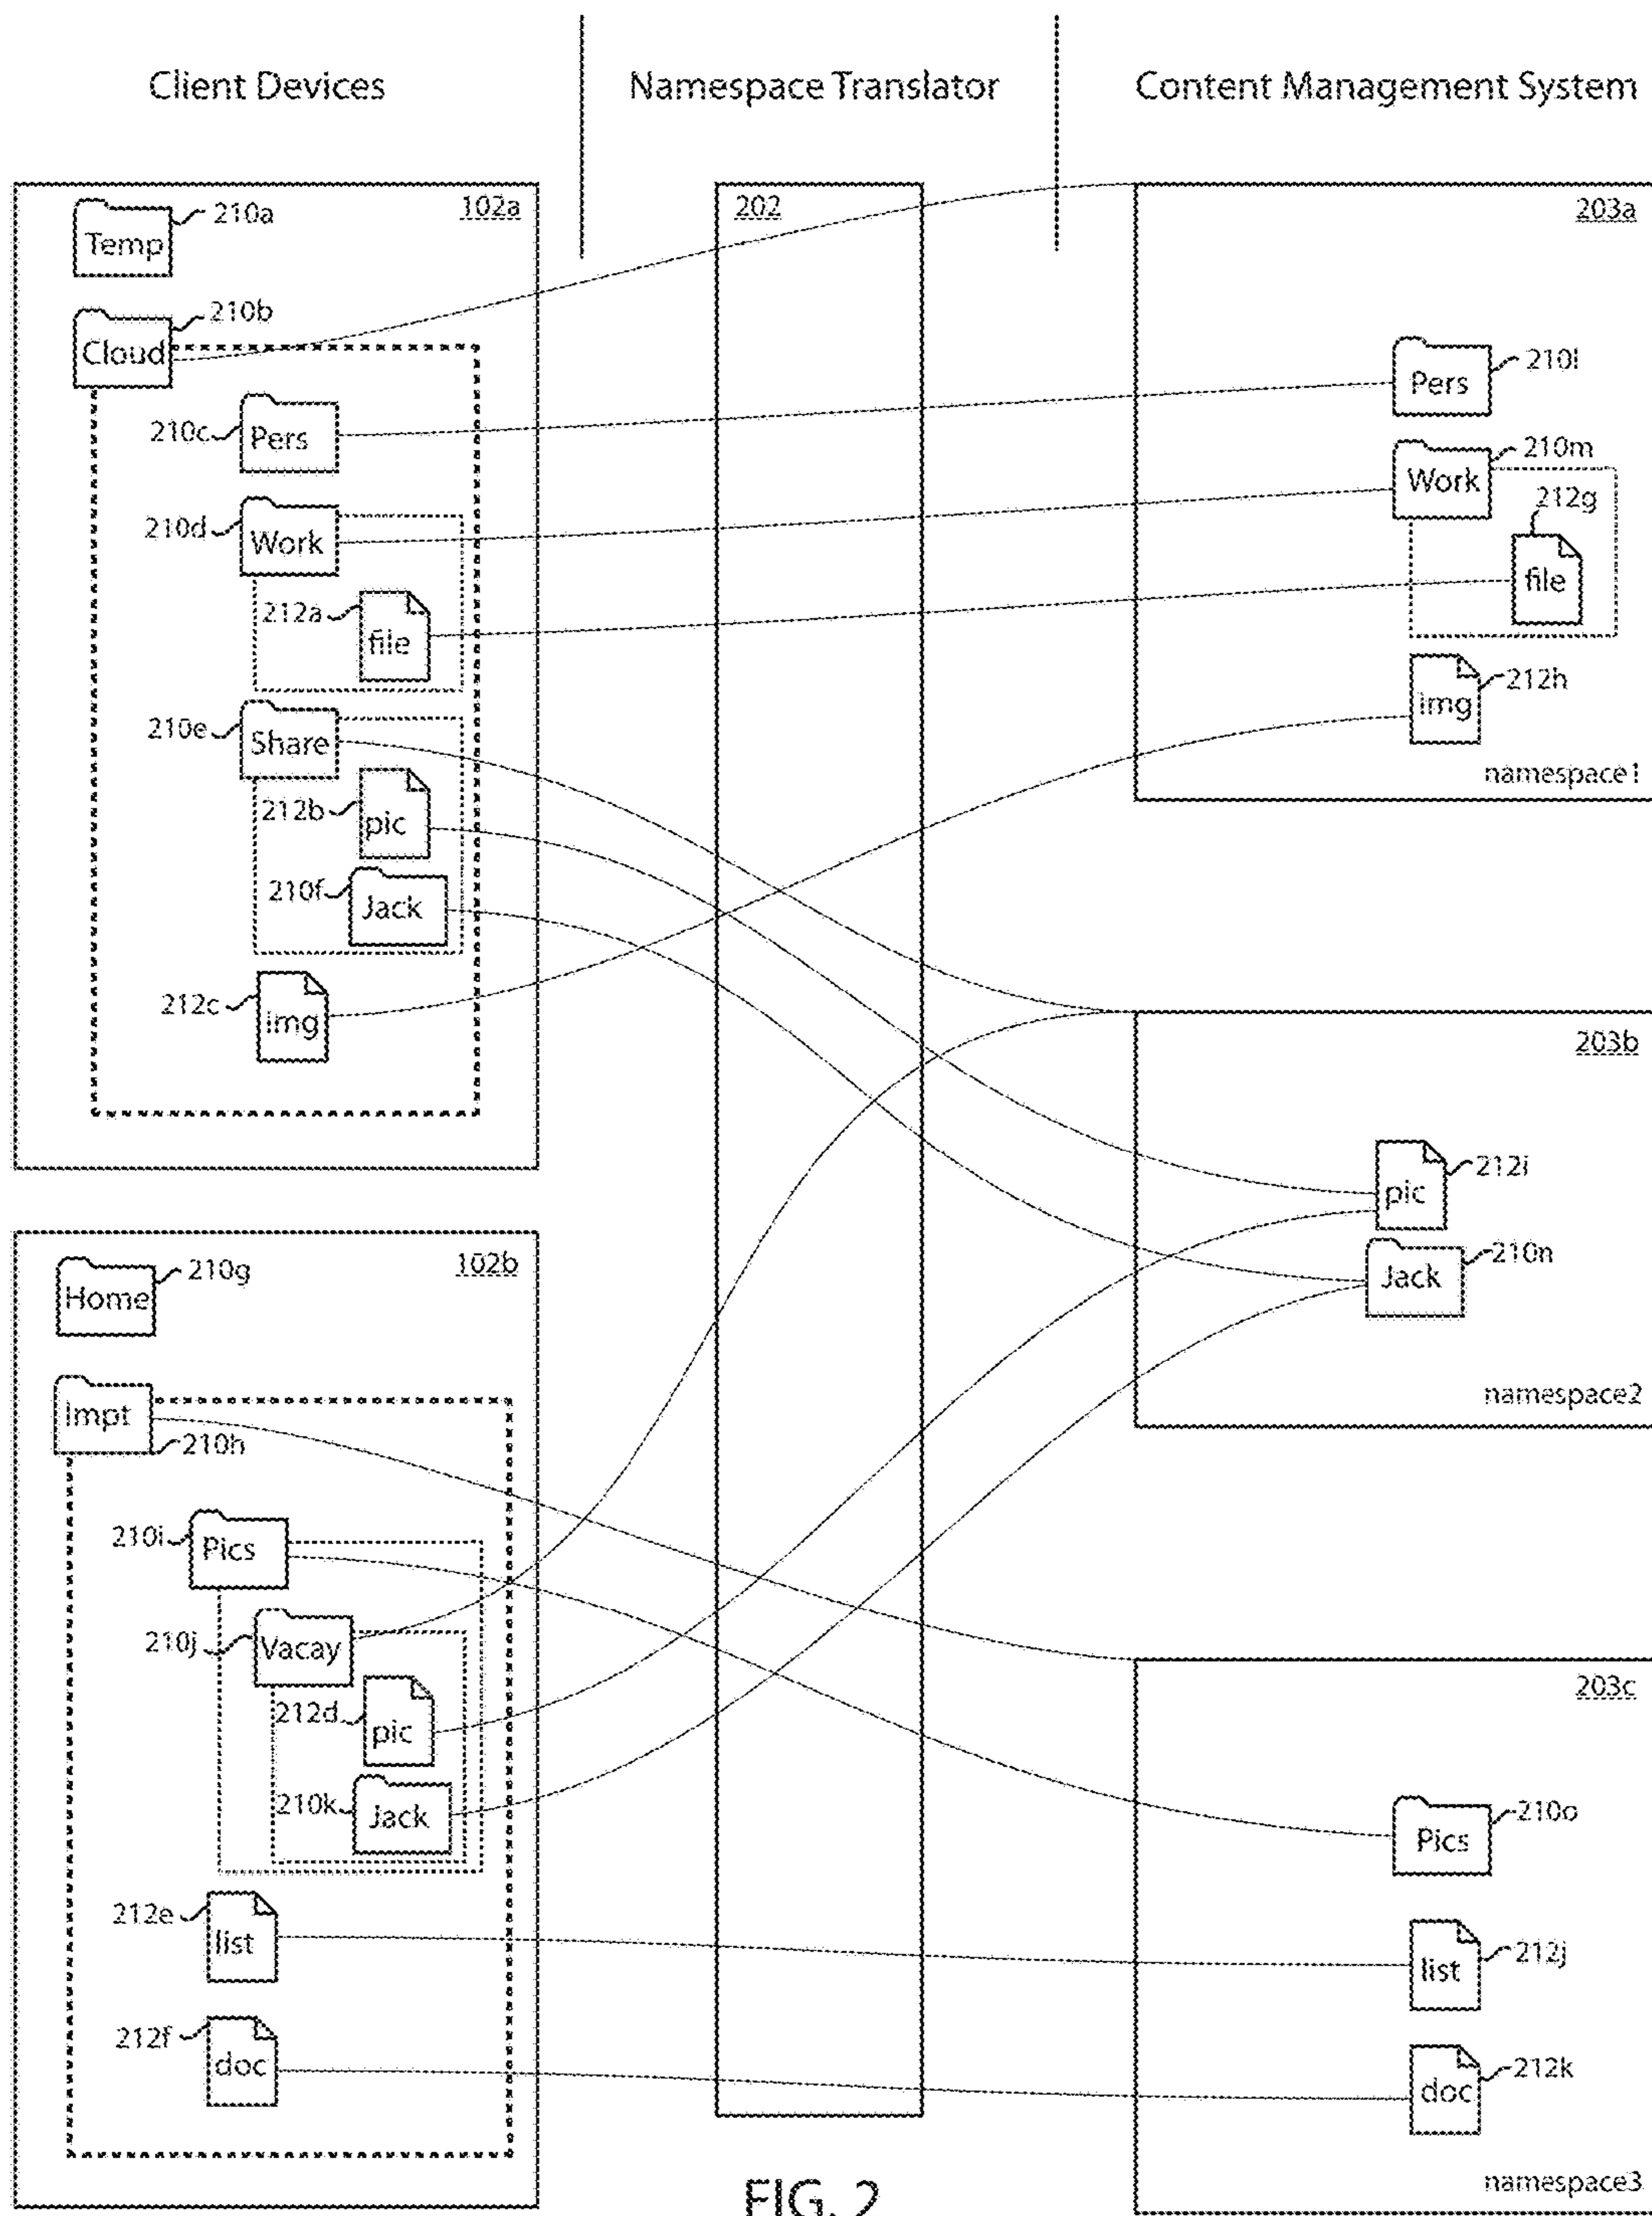 Client Devices
Namespace Translator
Content Management System
102a
210a
Temp
210b
Cloud
210c
Pers
210d
Work
212a
file
210e
Share
212b
pic
210f
Jack
212c
img
102b
210g
Home
Impt
210h
210i
Pics
210j
Vacay
212d
pic
210k
Jack
212e
list
212f
doc
202
203a
210l
Pers
210m
Work
212g
file
212h
img
namespace1
203b
212i
pic
210n
Jack
namespace2
203c
210o
Pics
212j
list
212k
doc
namespace3
FIG. 2